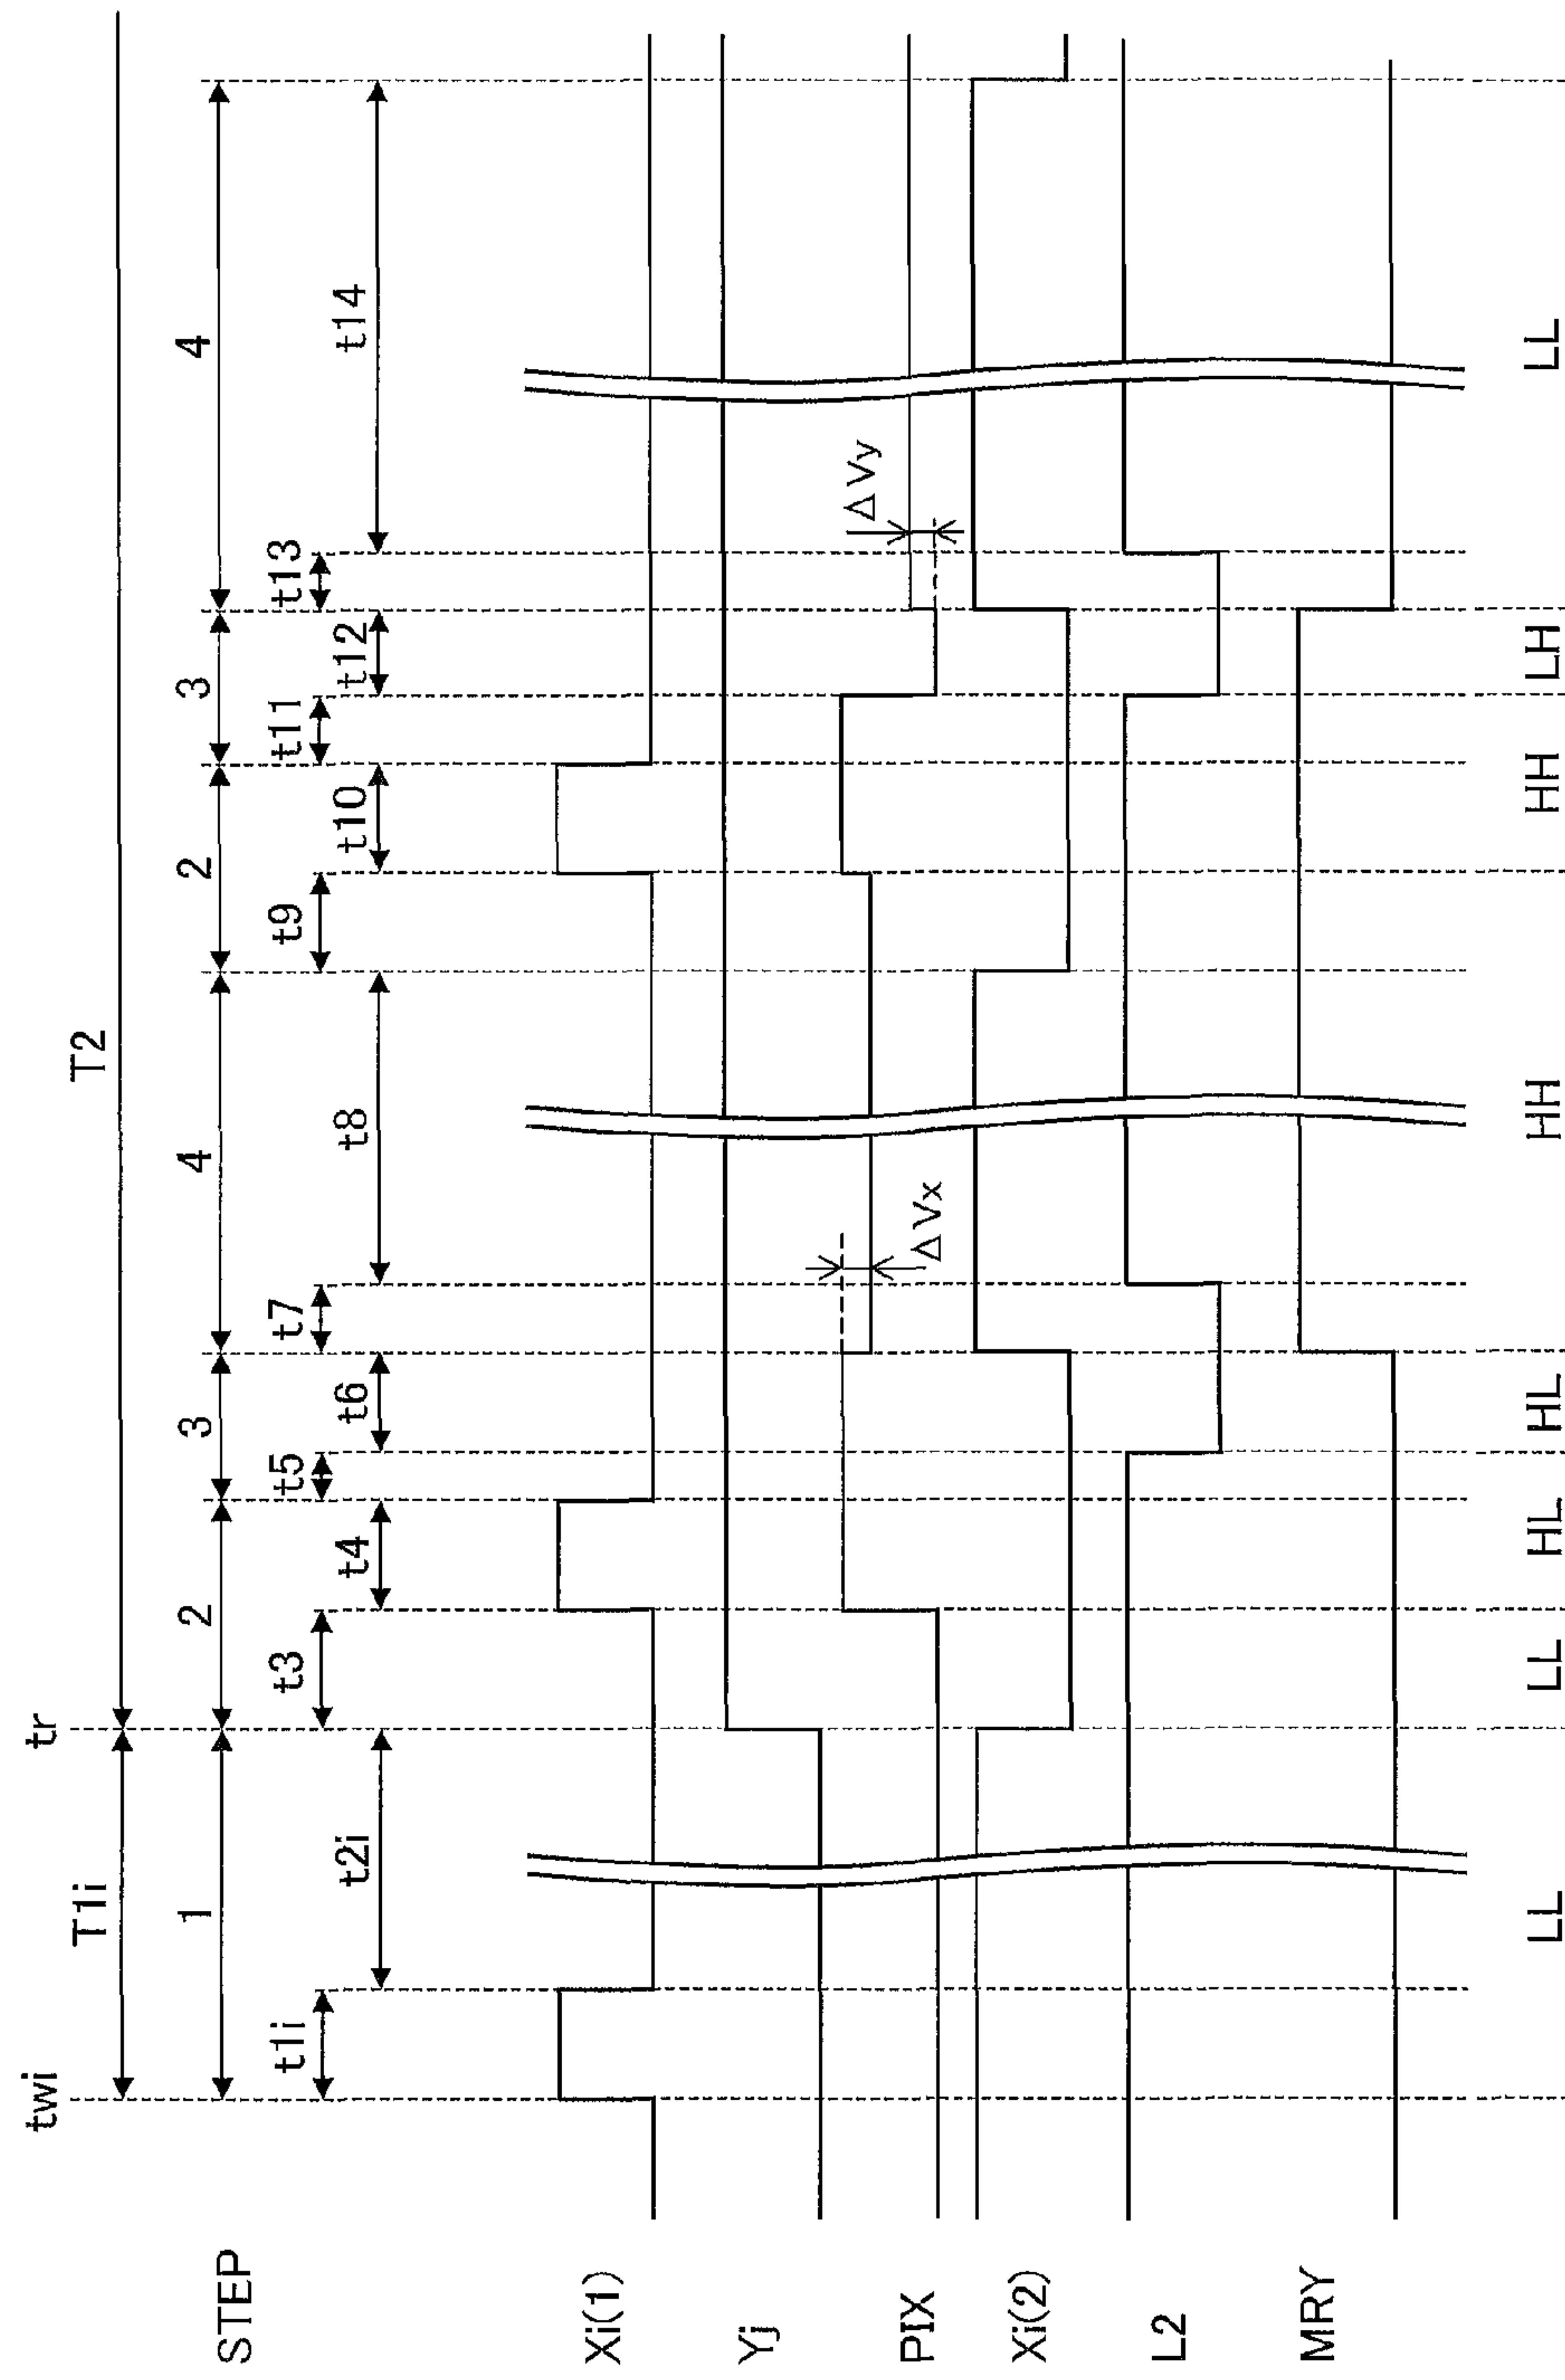 twi tr
T1i T2
STEP 1 2 3 4 2 3 4
t1i t3 t5 t7 t9 t11 t13
t2i t4 t6 t8 t10 t12 t14
Xi(1)
Yj
PIX ΔVx ΔVy
Xi(2)
L2
MRY
LL LL HL HL HH HH LH LL